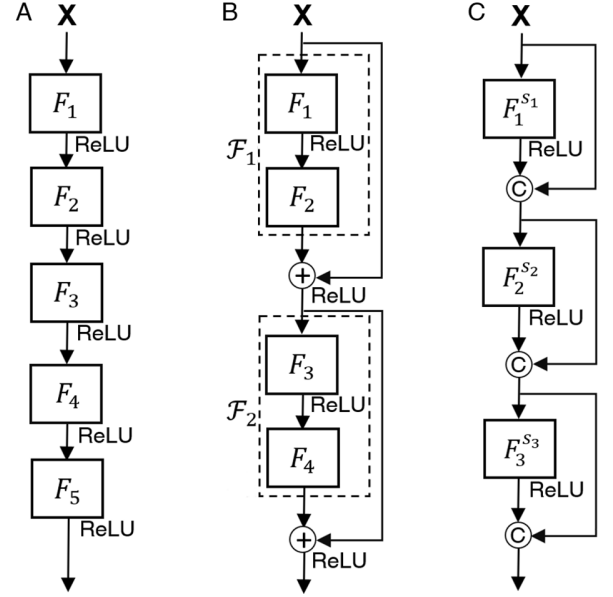 A X
F₁
ReLU
F₂
ReLU
F₃
ReLU
F₄
ReLU
F₅
ReLU
B X
ℱ₁
F₁
ReLU
F₂
+
ReLU
ℱ₂
F₃
ReLU
F₄
+
ReLU
C X
F₁^{s₁}
ReLU
C
F₂^{s₂}
ReLU
C
F₃^{s₃}
ReLU
C